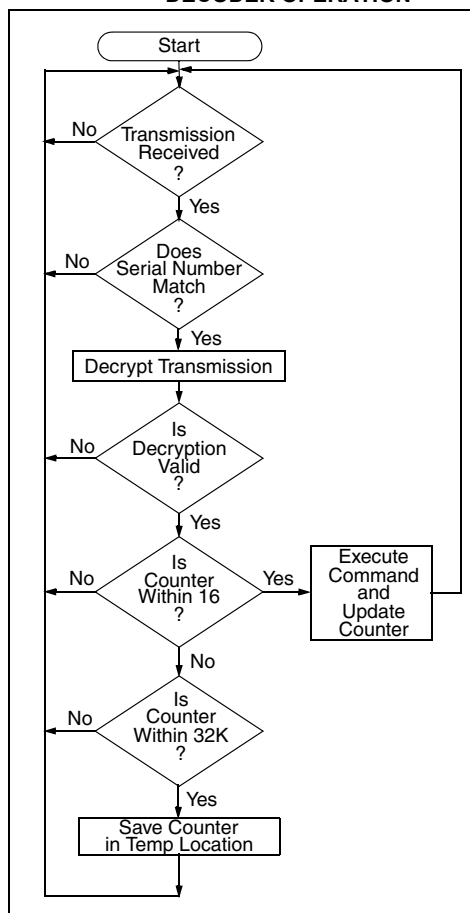 DECODER OPERATION
Start
No
Transmission
Received
?
Yes
No
Does
Serial Number
Match
?
Yes
Decrypt Transmission
No
Is
Decryption
Valid
?
Yes
No
Is
Counter
Within 16
?
Yes
Execute
Command
and
Update
Counter
No
No
Is
Counter
Within 32K
?
Yes
Save Counter
in Temp Location